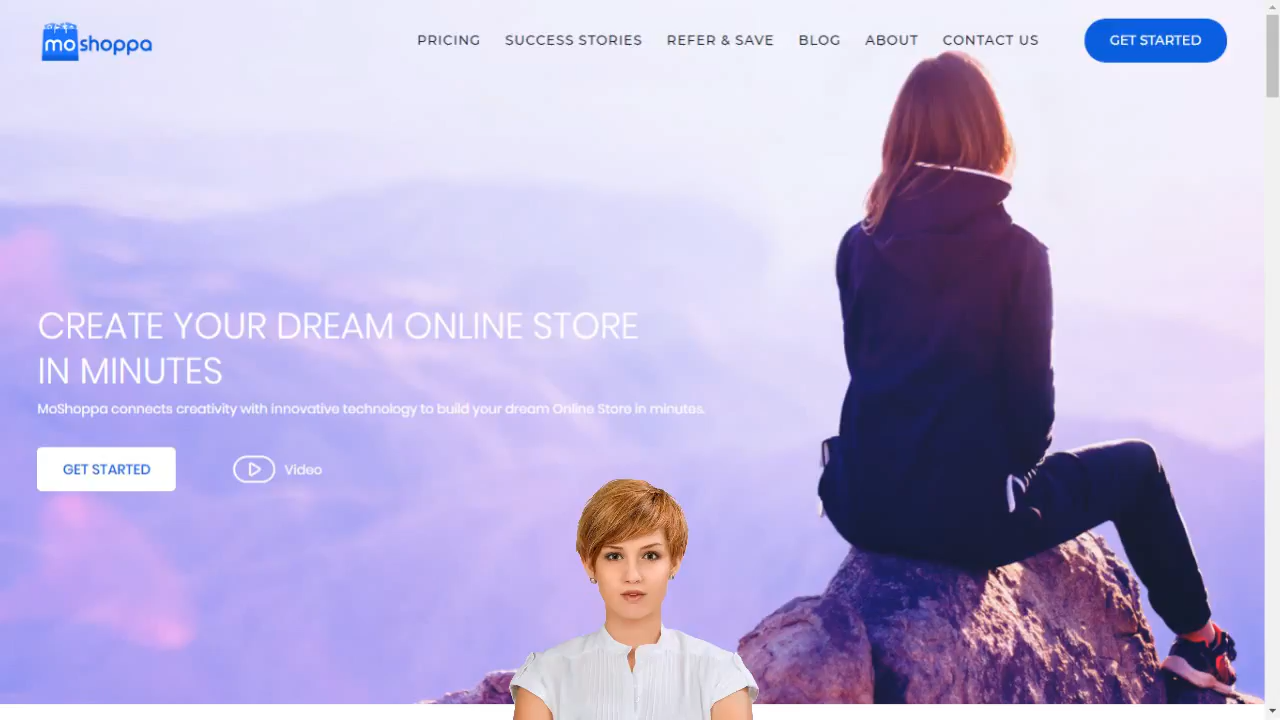 moshoppa
PRICING
SUCCESS STORIES
REFER & SAVE
BLOG
ABOUT
CONTACT US
GET STARTED
CREATE YOUR DREAM ONLINE STORE
IN MINUTES
MoShoppa connects creativity with innovative technology to build your dream Online Store in minutes.
GET STARTED
Video